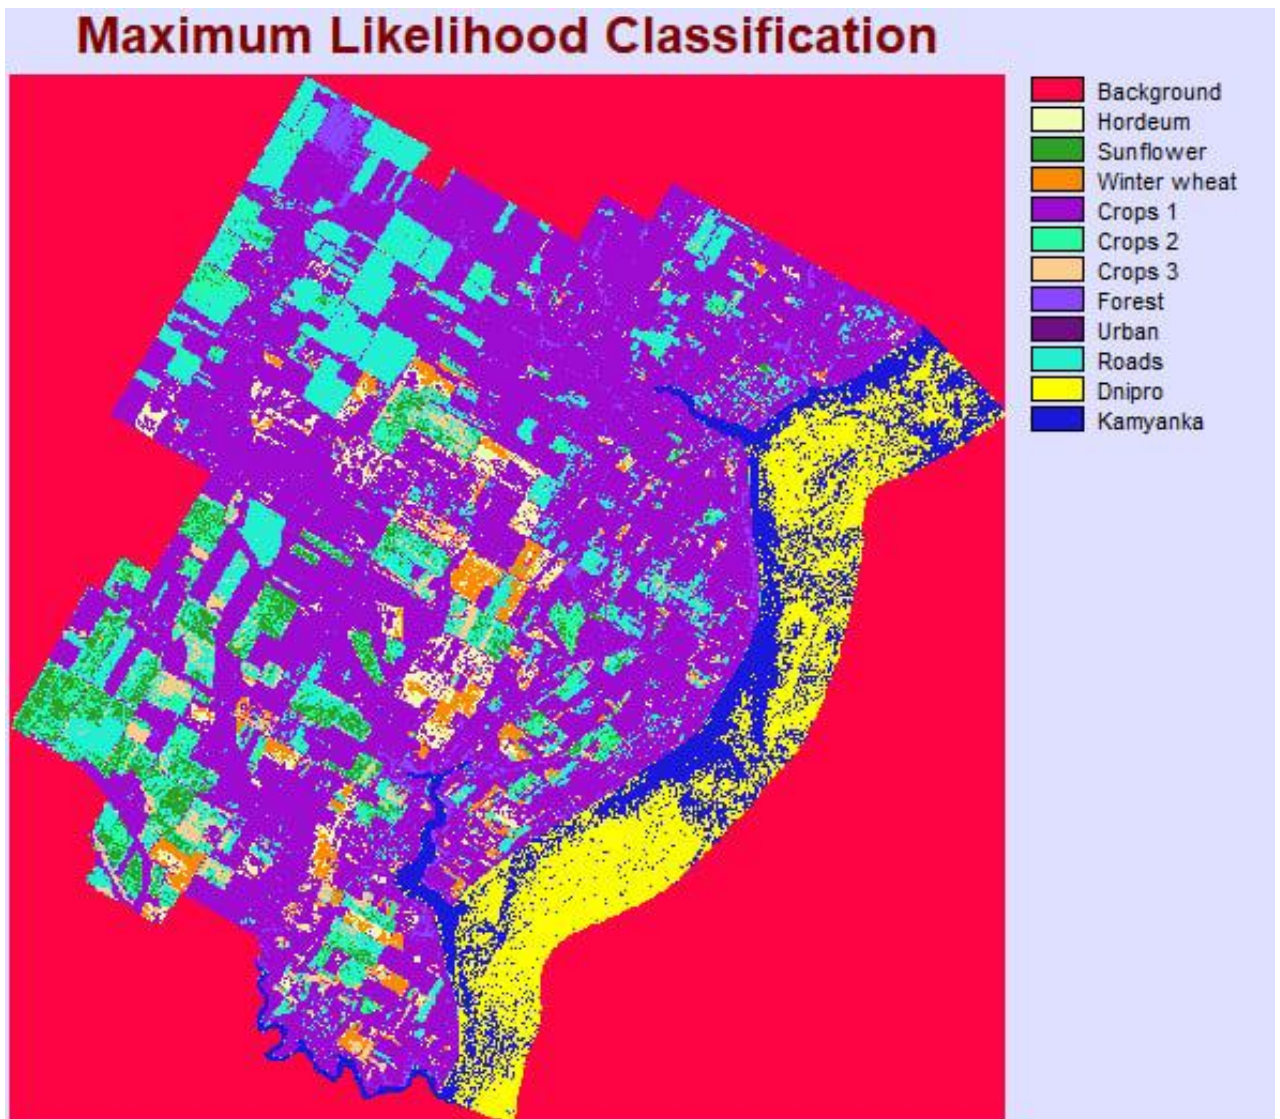 Maximum Likelihood Classification
Background
Hordeum
Sunflower
Winter wheat
Crops 1
Crops 2
Crops 3
Forest
Urban
Roads
Dnipro
Kamyanka